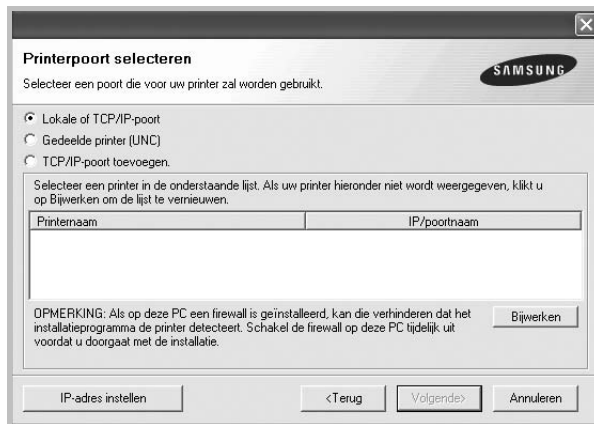 Printerpoort selecteren
Selecteer een poort die voor uw printer zal worden gebruikt.
SAMSUNG
Lokale of TCP/IP-poort
Gedeelde printer (UNC)
TCP/IP-poort toevoegen.
Selecteer een printer in de onderstaande lijst. Als uw printer hieronder niet wordt weergegeven, klikt u
op Bijwerken om de lijst te vernieuwen.
Printernaam IP/poortnaam
OPMERKING: Als op deze PC een firewall is geïnstalleerd, kan die verhinderen dat het
installatieprogramma de printer detecteert. Schakel de firewall op deze PC tijdelijk uit
voordat u doorgaat met de installatie.
Bijwerken
IP-adres instellen <Terug Volgende> Annuleren